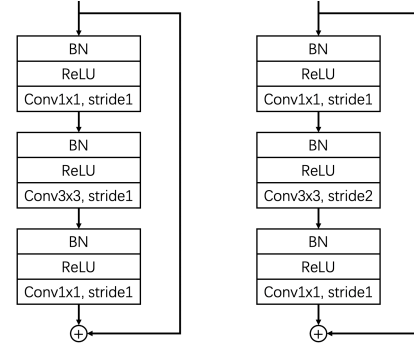 BN
ReLU
Conv1x1, stride1
BN
ReLU
Conv3x3, stride1
BN
ReLU
Conv1x1, stride1
+
BN
ReLU
Conv1x1, stride1
BN
ReLU
Conv3x3, stride2
BN
ReLU
Conv1x1, stride1
+